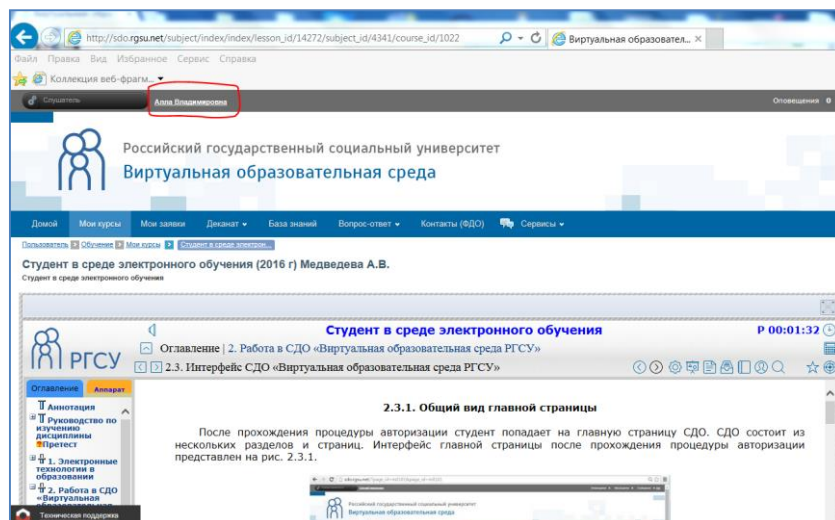 http://sdo.rgsu.net/subject/index/index/lesson_id/14272/subject_id/4341/course_id/1022
Виртуальная образовател...
Файл Правка Вид Избранное Сервис Справка
Коллекция веб-фрагм...
Слушатель Алла Владимировна Оповещения 0
Российский государственный социальный университет
Виртуальная образовательная среда
Домой Мои курсы Мои заявки Деканат База знаний Вопрос-ответ Контакты (ФДО) Сервисы
Пользователь Обучение Мои курсы Студент в среде электрон...
Студент в среде электронного обучения (2016 г) Медведева А.В.
Студент в среде электронного обучения
Студент в среде электронного обучения Р 00:01:32
РГСУ
Оглавление | 2. Работа в СДО «Виртуальная образовательная среда РГСУ»
2.3. Интерфейс СДО «Виртуальная образовательная среда РГСУ»
Оглавление Аппарат
Аннотация
Руководство по
изучению
дисциплины
Претест
1. Электронные
технологии в
образовании
2. Работа в СДО
«Виртуальная
Техническая поддержка
2.3.1. Общий вид главной страницы
После прохождения процедуры авторизации студент попадает на главную страницу СДО. СДО состоит из
нескольких разделов и страниц. Интерфейс главной страницы после прохождения процедуры авторизации
представлен на рис. 2.3.1.
Российский государственный социальный университет
Виртуальная образовательная среда